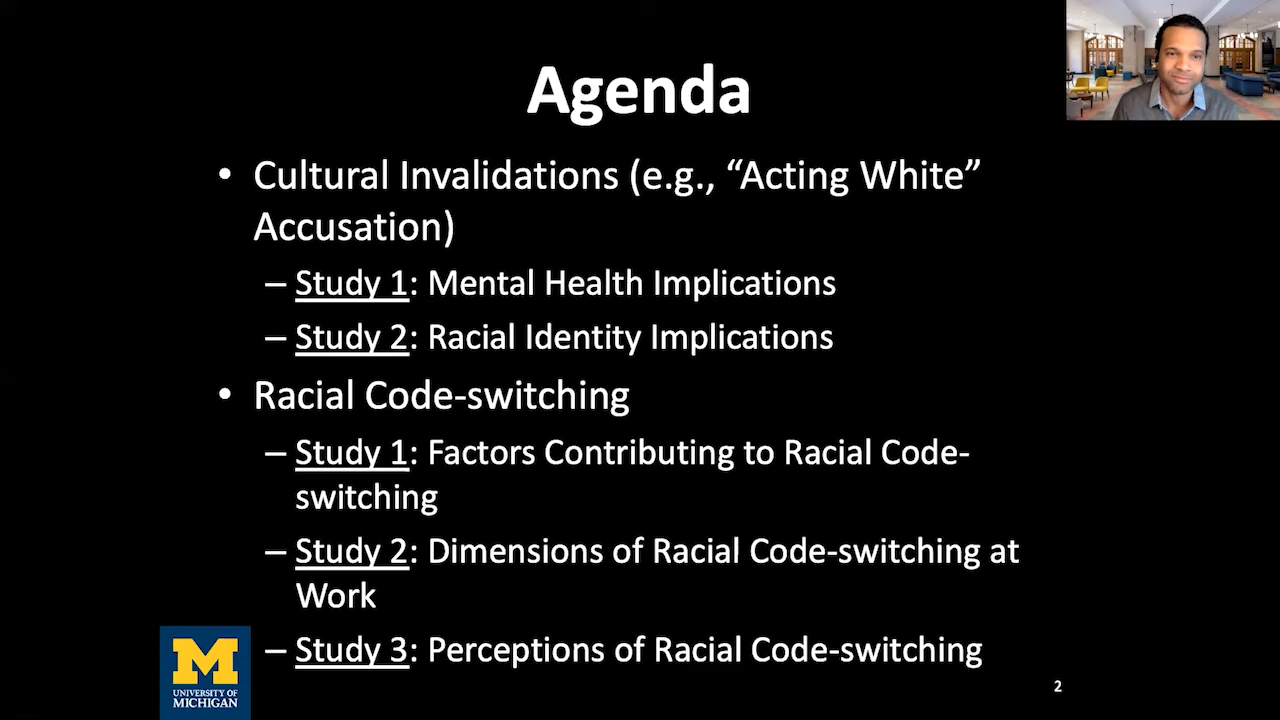 Agenda
• Cultural Invalidations (e.g., “Acting White”
Accusation)
– Study 1: Mental Health Implications
– Study 2: Racial Identity Implications
• Racial Code-switching
– Study 1: Factors Contributing to Racial Code-
switching
– Study 2: Dimensions of Racial Code-switching at
Work
– Study 3: Perceptions of Racial Code-switching
M
UNIVERSITY OF
MICHIGAN
2